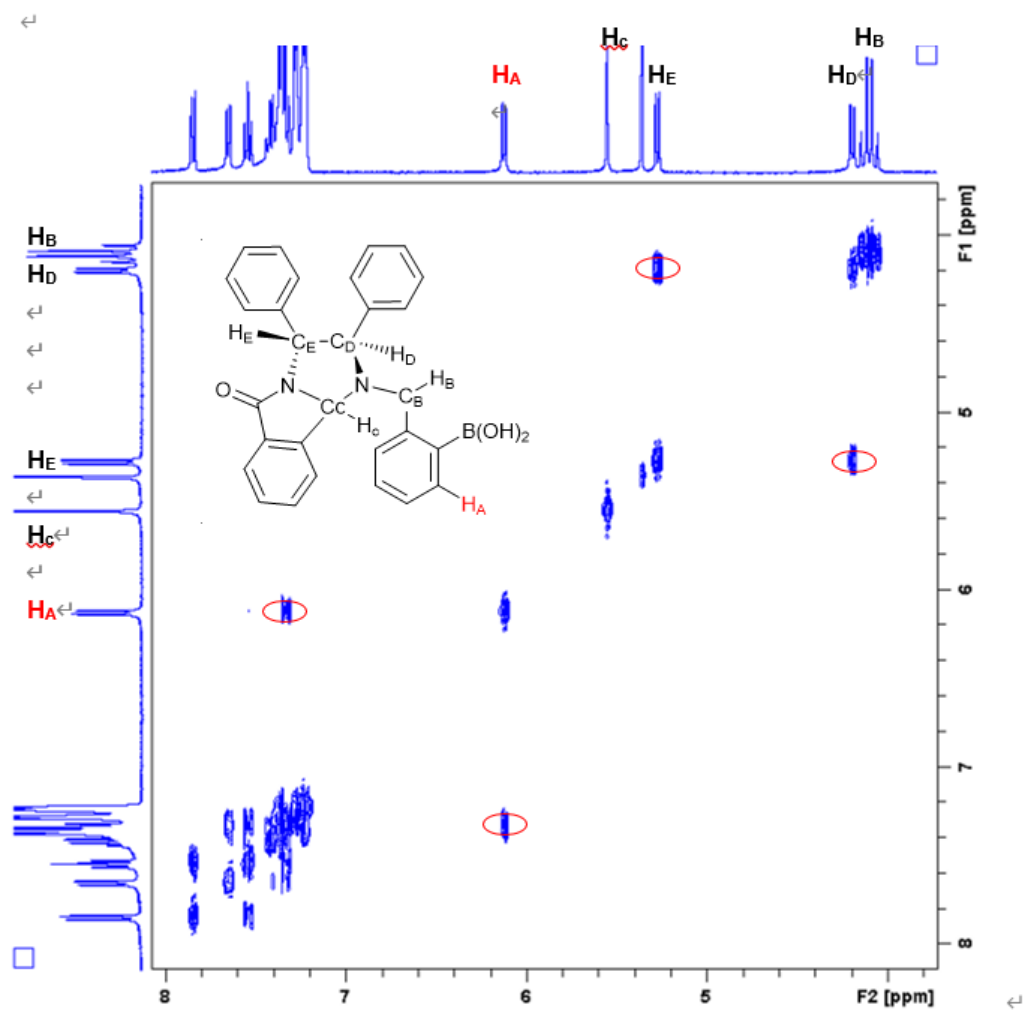 ↵
Hc
HB
HA
HE
HD↵
↵
HB
HD
↵
↵
↵
HE
↵
Hc↵
↵
HA↵
HE
CE
CD
HD
O
N
N
HB
CB
Cc
Hc
B(OH)2
HA
F1 [ppm]
5
6
7
8
8
7
6
5
F2 [ppm]
↵